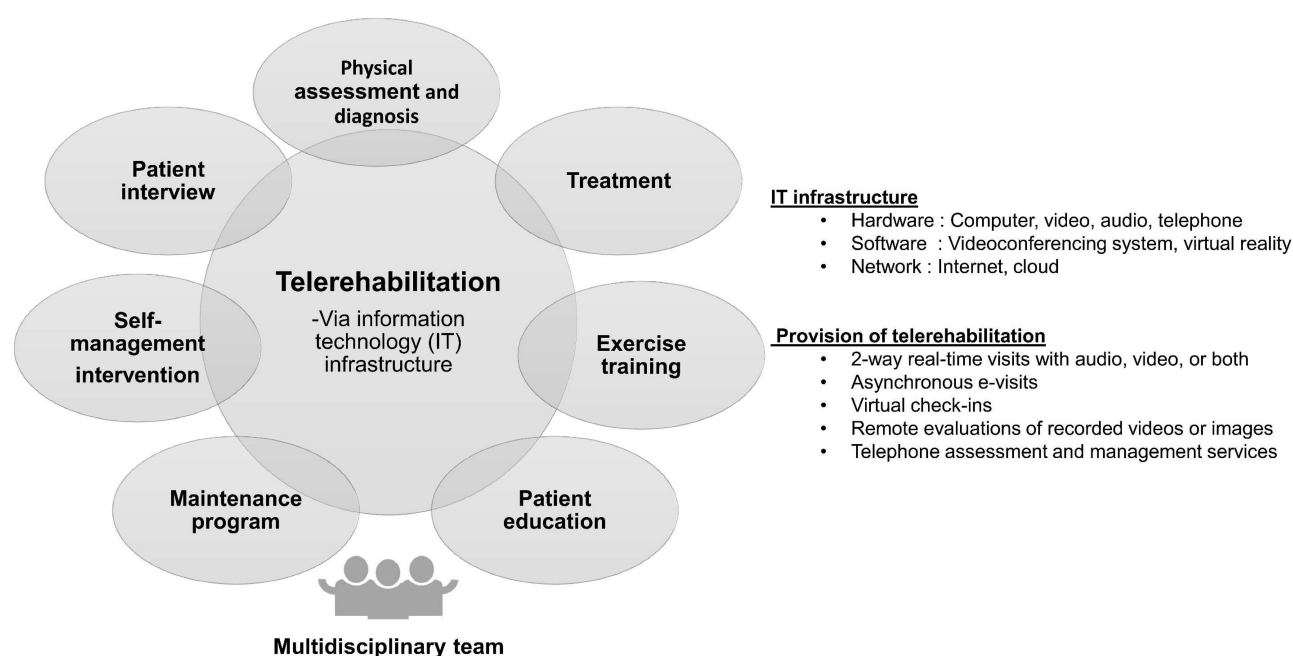 Physical
assessment and
diagnosis
Patient
interview
Treatment
Telerehabilitation
-Via information
technology (IT)
infrastructure
Self-
management
intervention
Exercise
training
Maintenance
program
Patient
education
Multidisciplinary team
IT infrastructure
• Hardware : Computer, video, audio, telephone
• Software : Videoconferencing system, virtual reality
• Network : Internet, cloud
Provision of telerehabilitation
• 2-way real-time visits with audio, video, or both
• Asynchronous e-visits
• Virtual check-ins
• Remote evaluations of recorded videos or images
• Telephone assessment and management services